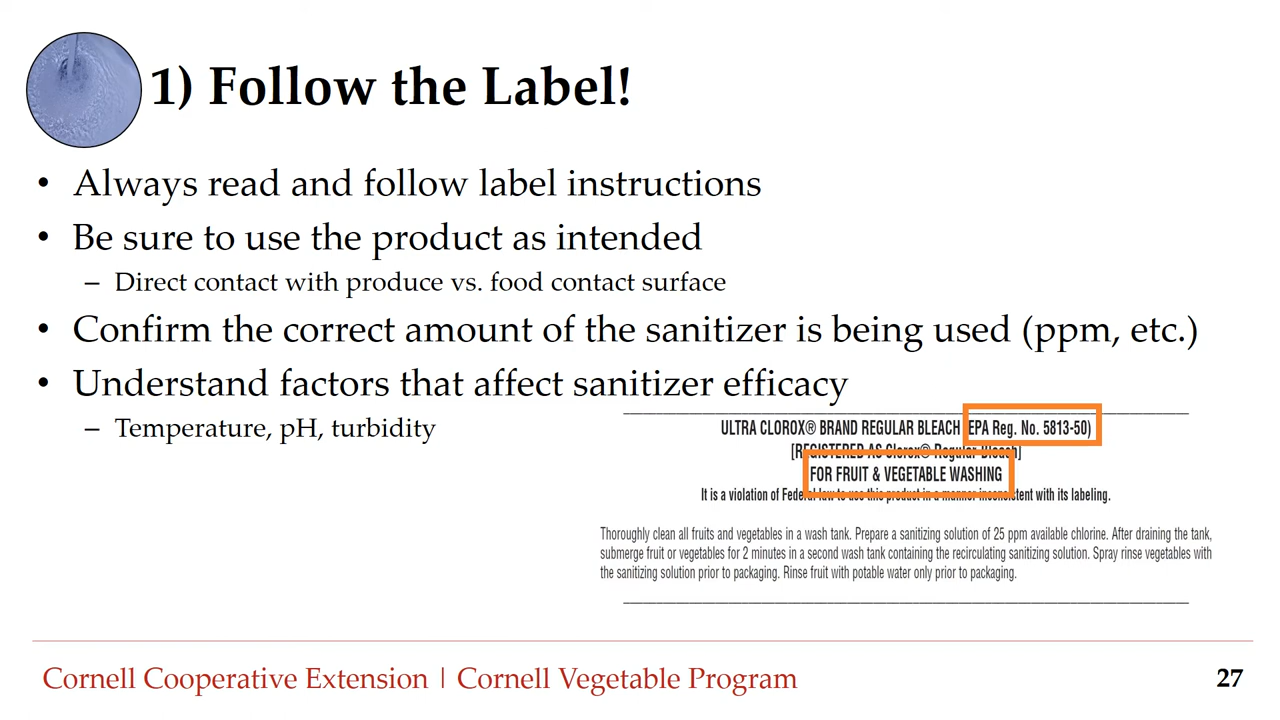 1) Follow the Label!
• Always read and follow label instructions
• Be sure to use the product as intended
– Direct contact with produce vs. food contact surface
• Confirm the correct amount of the sanitizer is being used (ppm, etc.)
• Understand factors that affect sanitizer efficacy
– Temperature, pH, turbidity
ULTRA CLOROX® BRAND REGULAR BLEACH (EPA Reg. No. 5813-50)
[REGISTERED AS Clorox® Regular-Bleach]
FOR FRUIT & VEGETABLE WASHING
It is a violation of Federal law to use this product in a manner inconsistent with its labeling.
Thoroughly clean all fruits and vegetables in a wash tank. Prepare a sanitizing solution of 25 ppm available chlorine. After draining the tank,
submerge fruit or vegetables for 2 minutes in a second wash tank containing the recirculating sanitizing solution. Spray rinse vegetables with
the sanitizing solution prior to packaging. Rinse fruit with potable water only prior to packaging.
Cornell Cooperative Extension | Cornell Vegetable Program
27